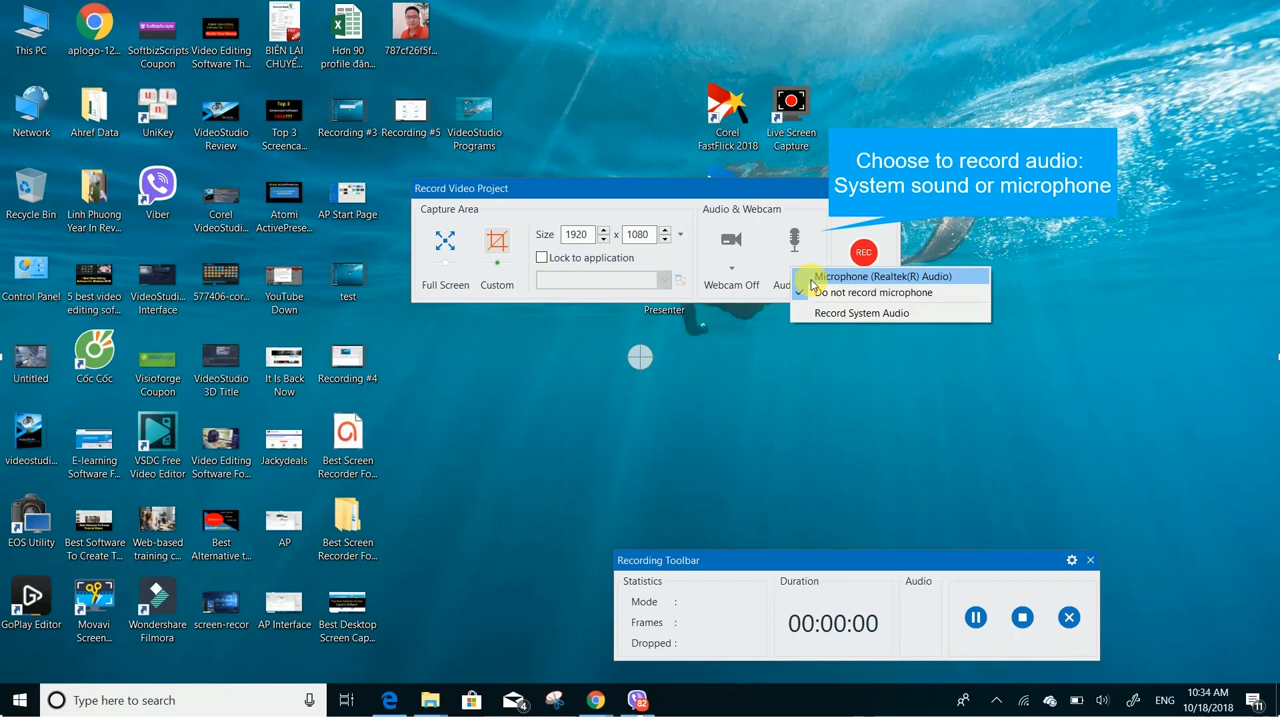 This PC
aplogo-12...
SoftbizScripts
Coupon
Video Editing
Software Th...
BIÊN LAI
CHUYỂ...
Hơn 90
profile đán...
787cf26f5f...
Network
Ahref Data
UniKey
VideoStudio
Review
Top 3
Screenca...
Recording #3
Recording #5
VideoStudio
Programs
Corel
FastFlick 2018
Live Screen
Capture
Choose to record audio:
System sound or microphone
Recycle Bin
Linh Phuong
Year In Rev...
Viber
Corel
VideoStudi...
Atomi
ActivePrese...
AP Start Page
Record Video Project
Capture Area
Audio & Webcam
Size
1920
x
1080
Lock to application
Full Screen
Custom
Webcam Off
Aud
REC
Microphone (Realtek(R) Audio)
Do not record microphone
Record System Audio
Presenter
Control Panel
5 best video
editing sof...
VideoStudi...
Interface
577406-cor...
YouTube
Down
test
Untitled
Cốc Cốc
Visioforge
Coupon
VideoStudio
3D Title
It Is Back
Now
Recording #4
videostudi...
E-learning
Software F...
VSDC Free
Video Editor
Video Editing
Software Fo...
Jackydeals
Best Screen
Recorder Fo...
EOS Utility
Best Software
To Create T...
Web-based
training c...
Best
Alternative t...
AP
Best Screen
Recorder Fo...
GoPlay Editor
Movavi
Screen...
Wondershare
Filmora
screen-recor
AP Interface
Best Desktop
Screen Cap...
Recording Toolbar
Statistics
Mode :
Frames :
Dropped :
Duration
00:00:00
Audio
Type here to search
4
82
ENG
10:34 AM
10/18/2018
11